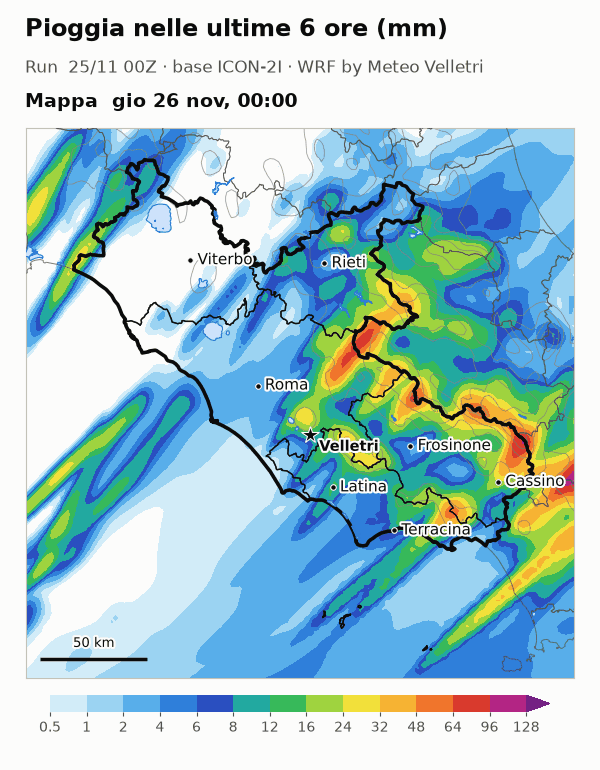 Pioggia nelle ultime 6 ore (mm)
Run  25/11 00Z · base ICON-2I · WRF by Meteo Velletri
Mappa  gio 26 nov, 00:00
Viterbo
Rieti
Roma
Velletri
Frosinone
Latina
Cassino
Terracina
50 km
0.5 1 2 4 6 8 12 16 24 32 48 64 96 128